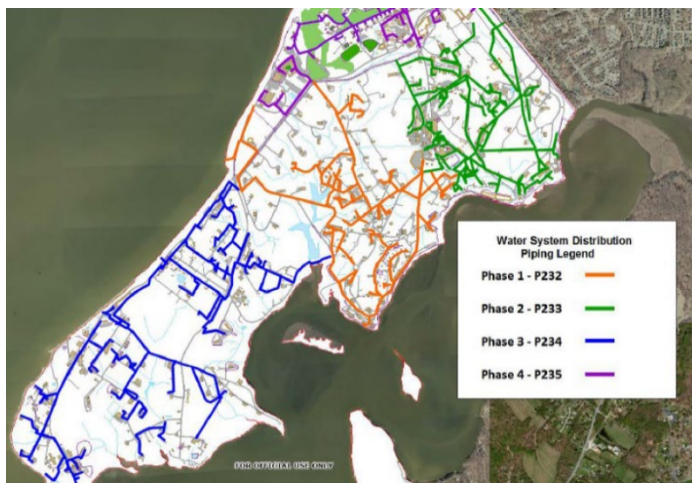 Water System Distribution
Piping Legend
Phase 1 - P232
Phase 2 - P233
Phase 3 - P234
Phase 4 - P235
FOR OFFICIAL USE ONLY